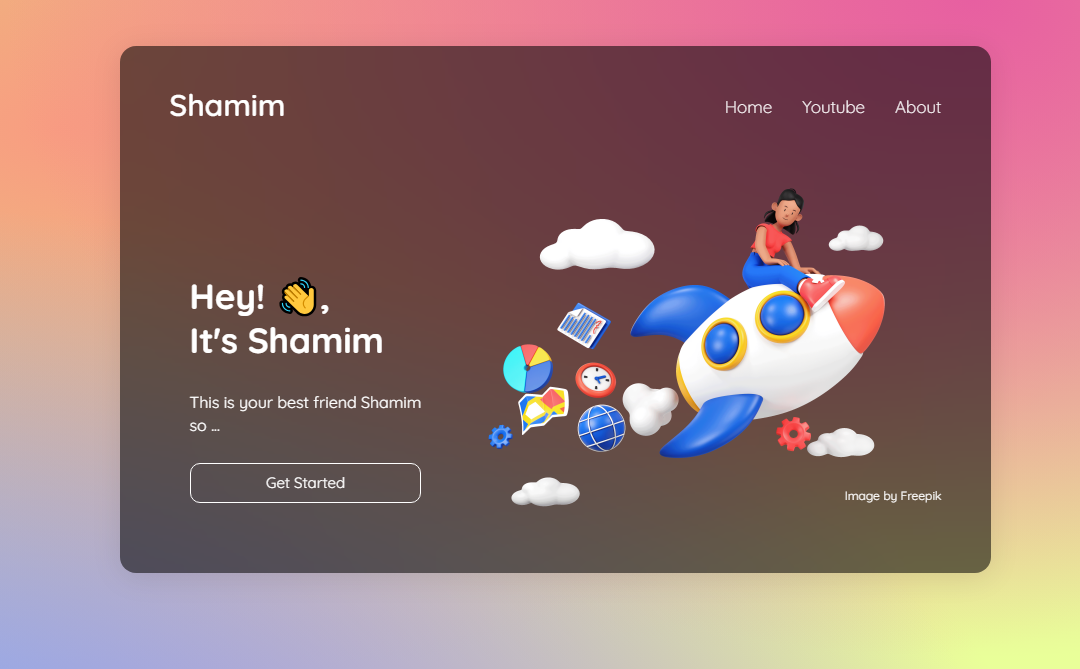 Shamim
Home
Youtube
About
Hey! 👋,
It's Shamim
This is your best friend Shamim
so ...
Get Started
Image by Freepik